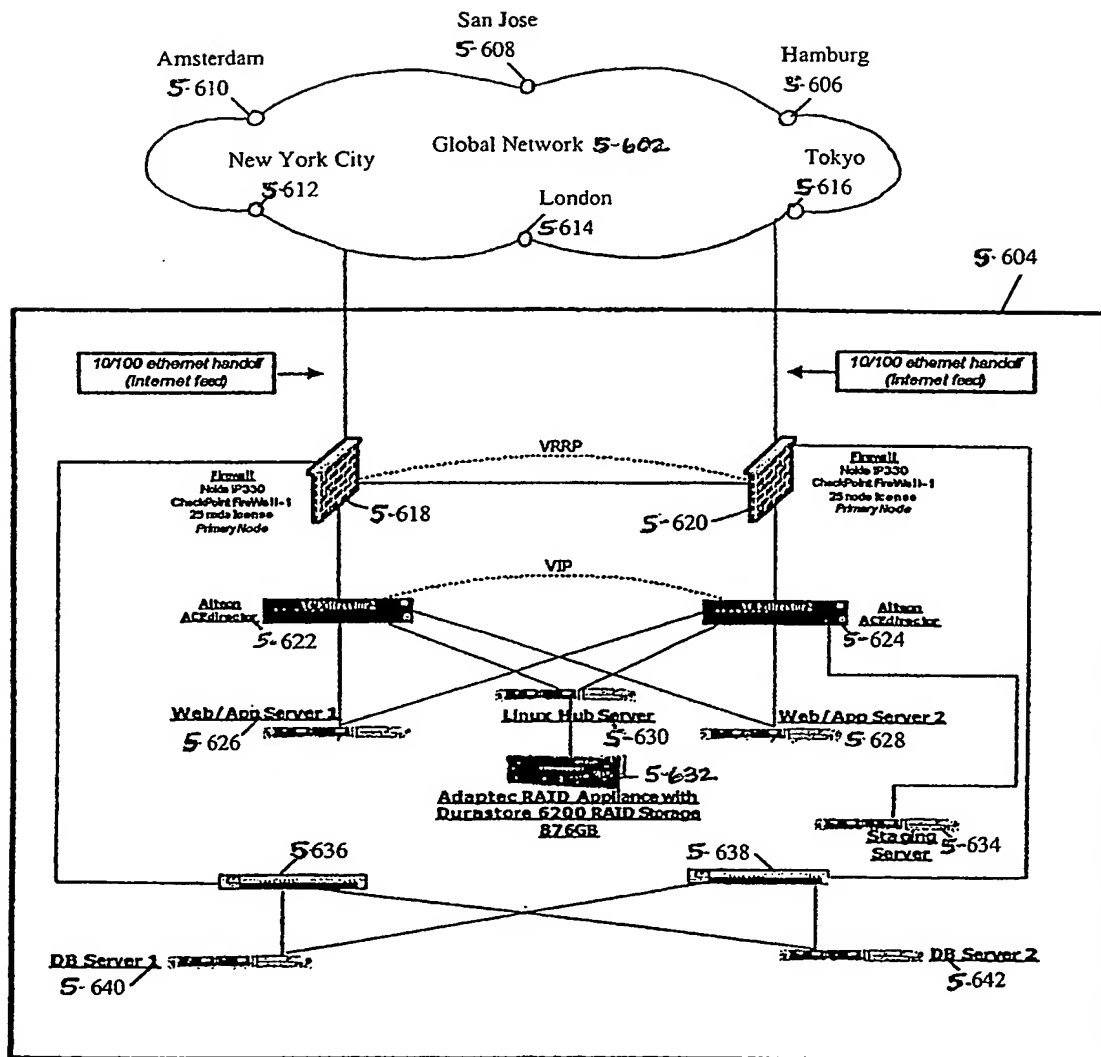 San Jose
5-608
Amsterdam
5-610
Hamburg
5-606
Global Network 5-602
New York City
5-612
Tokyo
5-616
London
5-614
5-604
10/100 ethernet handoff
(Internet feed)
10/100 ethernet handoff
(Internet feed)
VRRP
Firewall
Nokia IP330
CheckPoint FireWall-1
25 node license
Primary Node
5-618
Firewall
Nokia IP330
CheckPoint FireWall-1
25 node license
Primary Node
5-620
VIP
Alteon
ACEdirector
ACEdirector2
5-622
ACEdirector2
Alteon
ACEdirector
5-624
Web/App Server 1
5-626
Linux Hub Server
5-630
Web/App Server 2
5-628
5-632
Adaptec RAID Appliance with
Durastore 6200 RAID Storage
876GB
Staging
Server
5-634
5-636
5-638
DB Server 1
5-640
DB Server 2
5-642